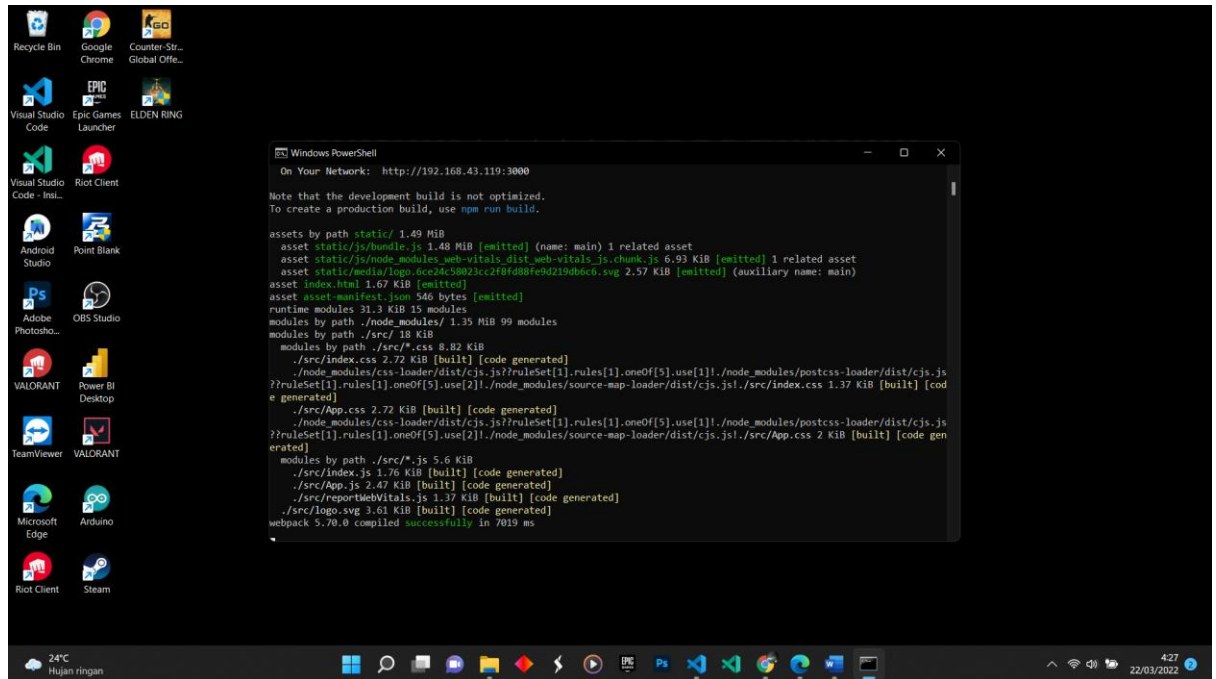 Recycle Bin
Google
Chrome
Counter-Str...
Global Offe...
GO
Visual Studio
Code
EPIC
GAMES
Epic Games
Launcher
ELDEN RING
Visual Studio
Code - Insi...
Riot Client
Android
Studio
Point Blank
Ps
Adobe
Photosho...
OBS Studio
VALORANT
Power BI
Desktop
TeamViewer
VALORANT
Microsoft
Edge
Arduino
Riot Client
Steam
Windows PowerShell
On Your Network: http://192.168.43.119:3000
Note that the development build is not optimized.
To create a production build, use npm run build.
assets by path static/ 1.49 MiB
asset static/js/bundle.js 1.48 MiB [emitted] (name: main) 1 related asset
asset static/js/node_modules_web-vitals_dist_web-vitals_js.chunk.js 6.93 KiB [emitted] 1 related asset
asset static/media/logo.6ce24c58023cc2f8fd88fe9d219db6c6.svg 2.57 KiB [emitted] (auxiliary name: main)
asset index.html 1.67 KiB [emitted]
asset asset-manifest.json 546 bytes [emitted]
runtime modules 31.3 KiB 15 modules
modules by path ./node_modules/ 1.35 MiB 99 modules
modules by path ./src/ 18 KiB
modules by path ./src/*.css 8.82 KiB
./src/index.css 2.72 KiB [built] [code generated]
./node_modules/css-loader/dist/cjs.js??ruleSet[1].rules[1].oneOf[5].use[1]!./node_modules/postcss-loader/dist/cjs.js
??ruleSet[1].rules[1].oneOf[5].use[2]!./node_modules/source-map-loader/dist/cjs.js!./src/index.css 1.37 KiB [built] [cod
e generated]
./src/App.css 2.72 KiB [built] [code generated]
./node_modules/css-loader/dist/cjs.js??ruleSet[1].rules[1].oneOf[5].use[1]!./node_modules/postcss-loader/dist/cjs.js
??ruleSet[1].rules[1].oneOf[5].use[2]!./node_modules/source-map-loader/dist/cjs.js!./src/App.css 2 KiB [built] [code gen
erated]
modules by path ./src/*.js 5.6 KiB
./src/index.js 1.76 KiB [built] [code generated]
./src/App.js 2.47 KiB [built] [code generated]
./src/reportWebVitals.js 1.37 KiB [built] [code generated]
./src/logo.svg 3.61 KiB [built] [code generated]
webpack 5.70.0 compiled successfully in 7019 ms
24°C
Hujan ringan
EPIC
Ps
W
4:27
22/03/2022
2